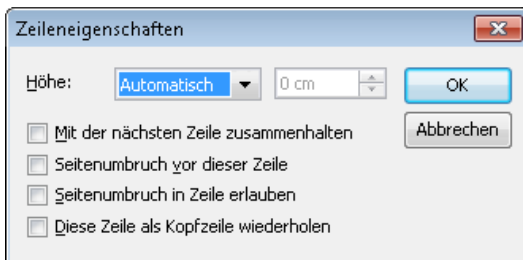 Zeileneigenschaften
Höhe: Automatisch 0 cm OK
Abbrechen
Mit der nächsten Zeile zusammenhalten
Seitenumbruch vor dieser Zeile
Seitenumbruch in Zeile erlauben
Diese Zeile als Kopfzeile wiederholen